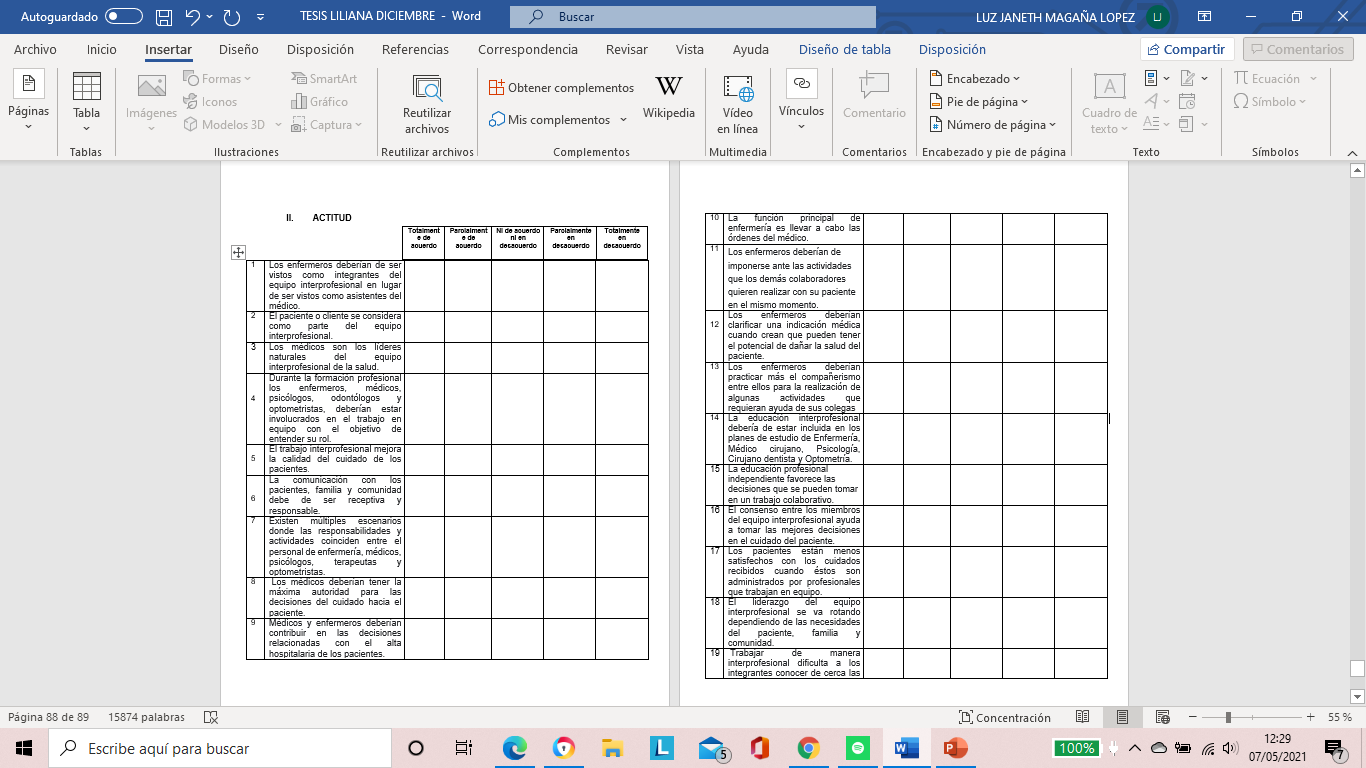 Autoguardado
TESIS LILIANA DICIEMBRE - Word
Buscar
LUZ JANETH MAGAÑA LOPEZ
LJ
Archivo Inicio Insertar Diseño Disposición Referencias Correspondencia Revisar Vista Ayuda Diseño de tabla Disposición
Compartir
Comentarios
Páginas
Tabla
Imágenes
Formas
Iconos
Modelos 3D
SmartArt
Gráfico
Captura
Reutilizar
archivos
Obtener complementos
Mis complementos
Wikipedia
Vídeo
en línea
Vínculos
Comentario
Encabezado
Pie de página
Número de página
Cuadro de
texto
Ecuación
Símbolo
Tablas
Ilustraciones
Reutilizar archivos
Complementos
Multimedia
Comentarios
Encabezado y pie de página
Texto
Símbolos
II. ACTITUD
Totalment
e de
acuerdo
Parcialment
e de
acuerdo
Ni de acuerdo
ni en
desacuerdo
Parcialmente
en
desacuerdo
Totalmente
en
desacuerdo
1 Los enfermeros deberían de ser
vistos como integrantes del
equipo interprofesional en lugar
de ser vistos como asistentes del
médico.
2 El paciente o cliente se considera
como parte del equipo
interprofesional.
3 Los médicos son los líderes
naturales del equipo
interprofesional de la salud.
4 Durante la formación profesional
los enfermeros, médicos,
psicólogos, odontólogos y
optometristas, deberían estar
involucrados en el trabajo en
equipo con el objetivo de
entender su rol.
5 El trabajo interprofesional mejora
la calidad del cuidado de los
pacientes.
6 La comunicación con los
pacientes, familia y comunidad
debe de ser receptiva y
responsable.
7 Existen múltiples escenarios
donde las responsabilidades y
actividades coinciden entre el
personal de enfermería, médicos,
psicólogos, terapeutas y
optometristas.
8 Los médicos deberían tener la
máxima autoridad para las
decisiones del cuidado hacia el
paciente.
9 Médicos y enfermeros deberían
contribuir en las decisiones
relacionadas con el alta
hospitalaria de los pacientes.
10 La función principal de
enfermería es llevar a cabo las
órdenes del médico.
11 Los enfermeros deberían de
imponerse ante las actividades
que los demás colaboradores
quieren realizar con su paciente
en el mismo momento.
12 Los enfermeros deberían
clarificar una indicación médica
cuando crean que pueden tener
el potencial de dañar la salud del
paciente.
13 Los enfermeros deberían
practicar más el compañerismo
entre ellos para la realización de
algunas actividades que
requieran ayuda de sus colegas
14 La educación interprofesional
debería de estar incluida en los
planes de estudio de Enfermería,
Médico cirujano, Psicología,
Cirujano dentista y Optometría.
15 La educación profesional
independiente favorece las
decisiones que se pueden tomar
en un trabajo colaborativo.
16 El consenso entre los miembros
del equipo interprofesional ayuda
a tomar las mejores decisiones
en el cuidado del paciente.
17 Los pacientes están menos
satisfechos con los cuidados
recibidos cuando éstos son
administrados por profesionales
que trabajan en equipo.
18 El liderazgo del equipo
interprofesional se va rotando
dependiendo de las necesidades
del paciente, familia y
comunidad.
19 Trabajar de manera
interprofesional dificulta a los
integrantes conocer de cerca las
Página 88 de 89
15874 palabras
Concentración
55 %
Escribe aquí para buscar
5
100%
12:29
07/05/2021
7